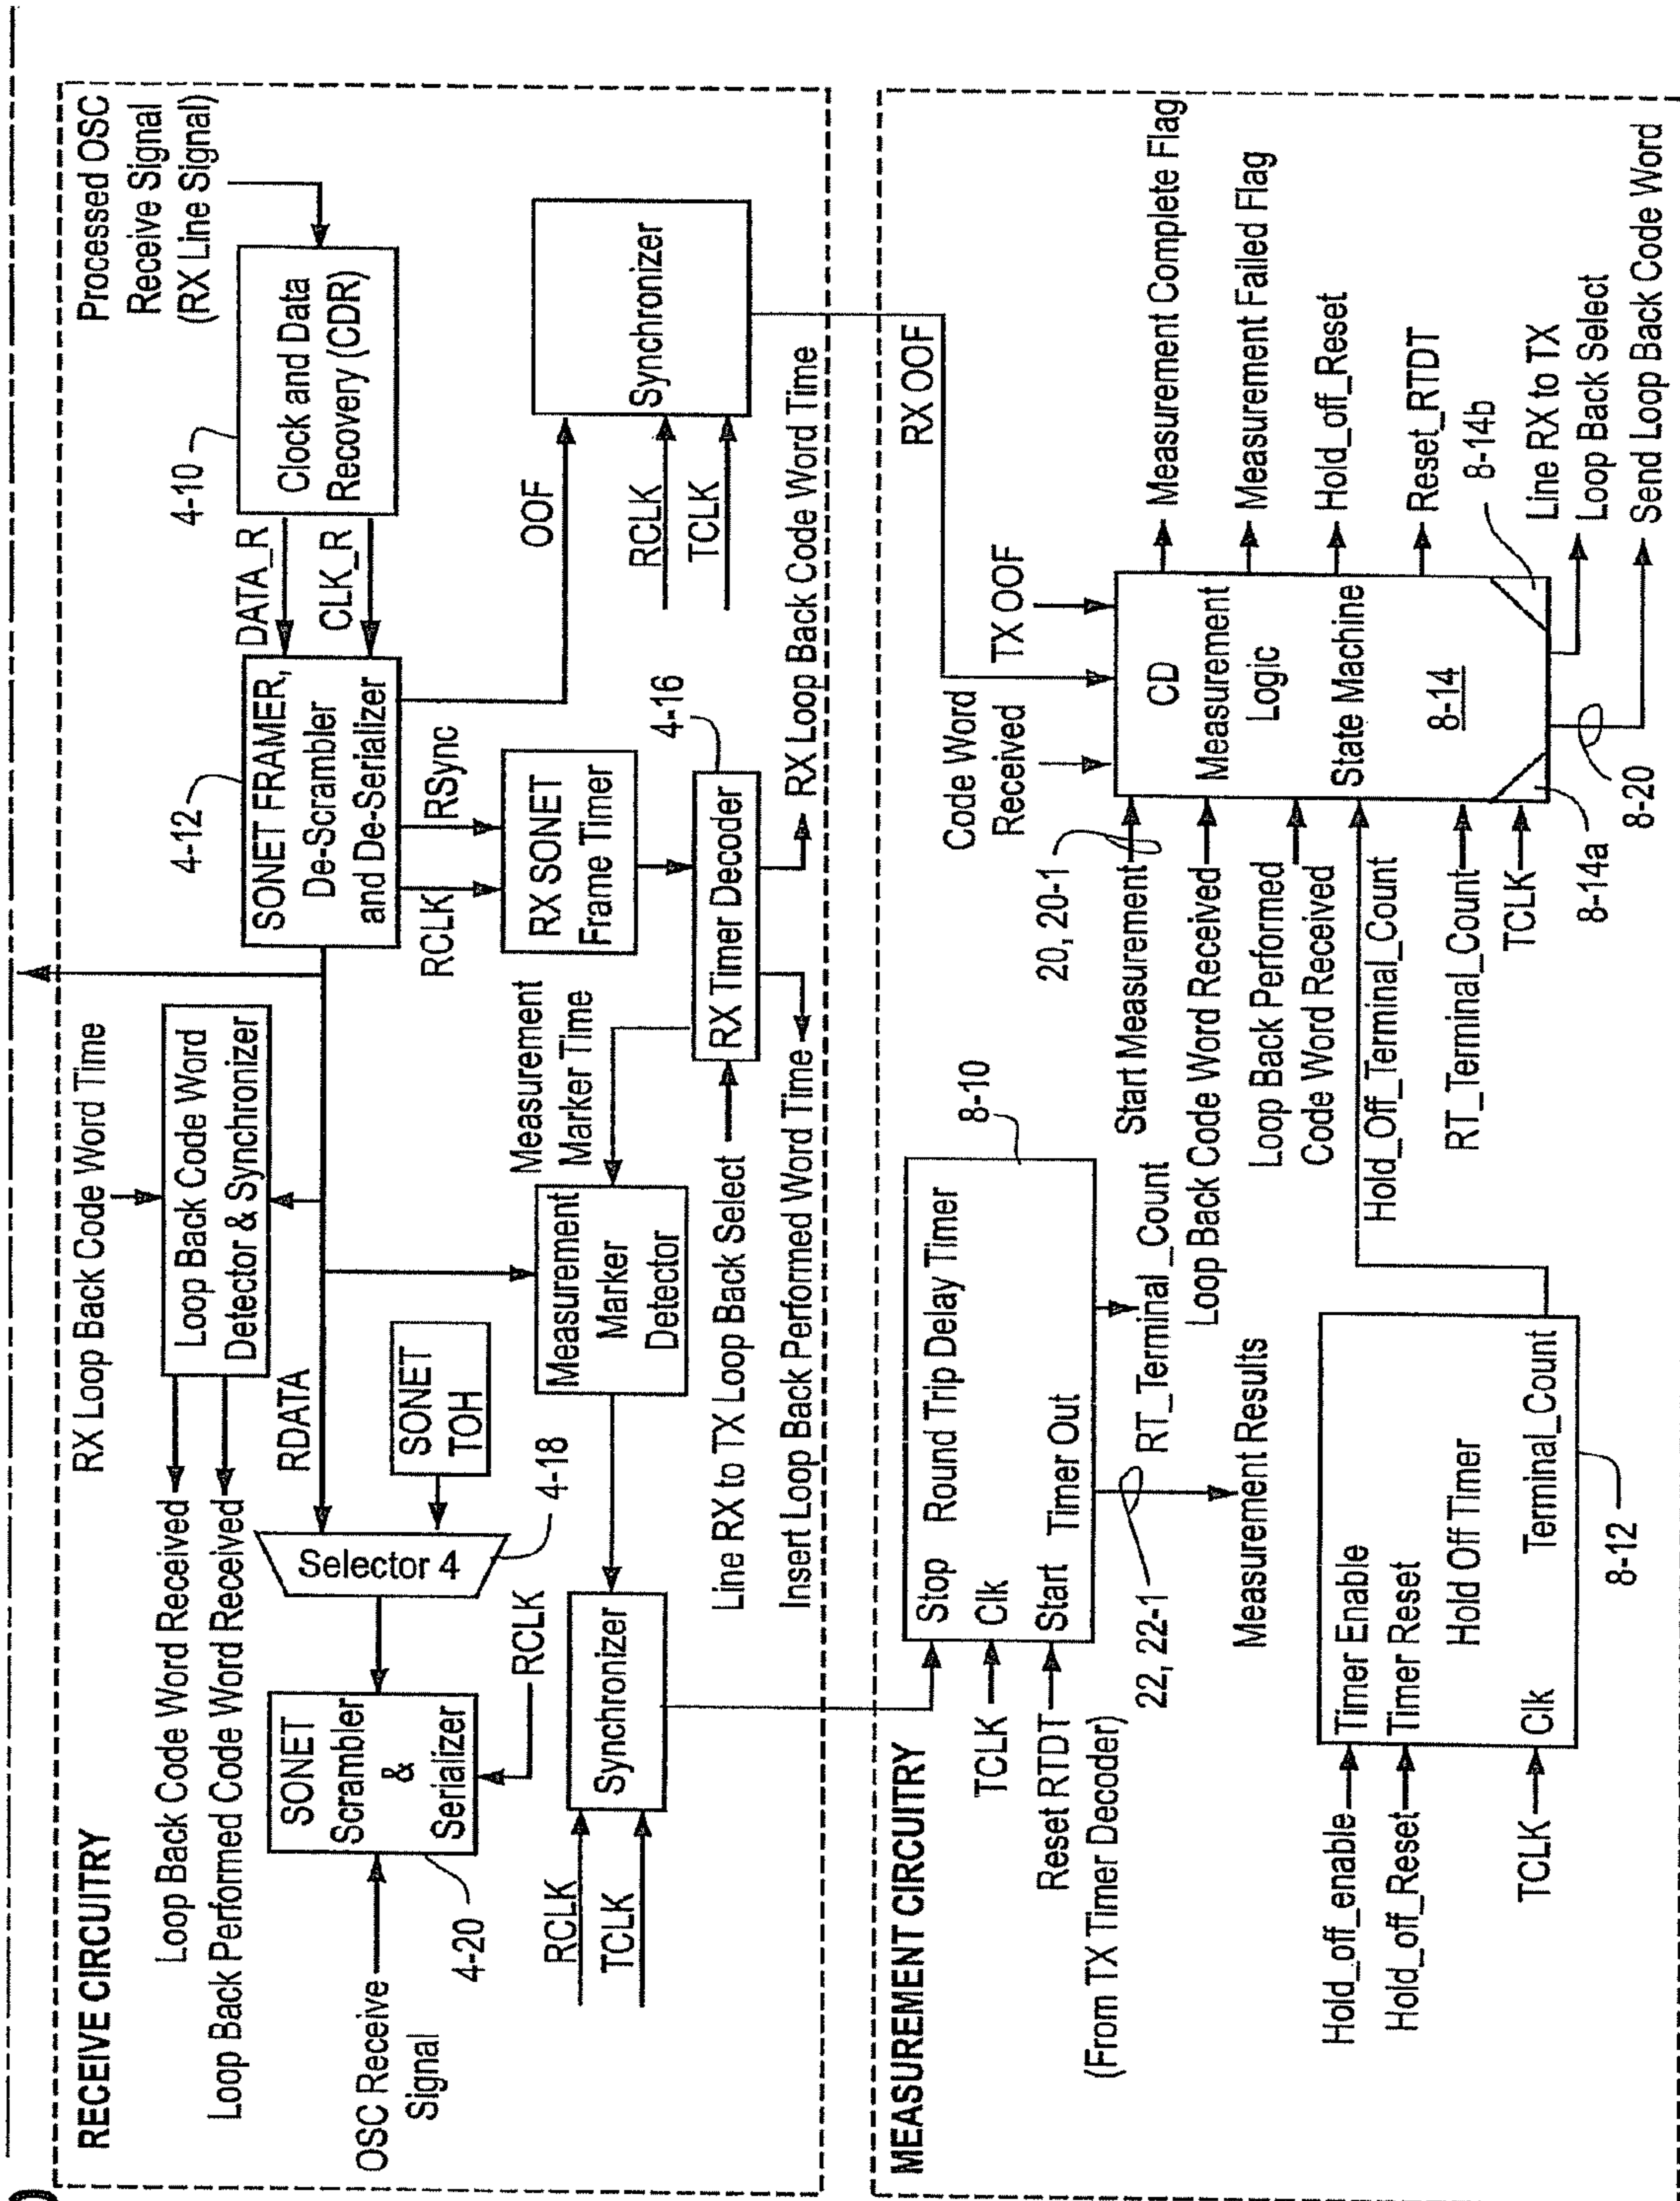 RECEIVE CIRCUITRY
RX Loop Back Code Word Time
Loop Back Code Word Received
Loop Back Performed Code Word Received
Loop Back Code Word
Detector & Synchronizer
RDATA
OSC Receive
Signal
4-20
SONET
Scrambler
&
Serializer
RCLK
Selector 4
4-18
SONET
TOH
4-12
SONET FRAMER,
De-Scrambler
and De-Serializer
DATA_R
CLK_R
4-10
Clock and Data
Recovery (CDR)
Processed OSC
Receive Signal
(RX Line Signal)
RCLK
RSync
OOF
RX SONET
Frame Timer
Measurement
Marker Time
Measurement
Marker
Detector
RCLK
TCLK
Synchronizer
Line RX to TX Loop Back Select
RX Timer Decoder
4-16
Insert Loop Back Performed Word Time
RX Loop Back Code Word Time
RCLK
TCLK
Synchronizer
MEASUREMENT CIRCUITRY
RX OOF
Stop
Round Trip Delay Timer
Clk
Start
Timer Out
8-10
TCLK
Reset RTDT
(From TX Timer Decoder)
22, 22-1
RT_Terminal_Count
Measurement Results
Hold_off_enable
Hold_off_Reset
TCLK
Timer Enable
Timer Reset
Hold Off Timer
Clk
Terminal_Count
8-12
Code Word
Received
TX OOF
20, 20-1
Start Measurement
Loop Back Code Word Received
Loop Back Performed
Code Word Received
Hold_Off_Terminal_Count
RT_Terminal_Count
TCLK
8-14a
CD
Measurement
Logic
State Machine
8-14
Measurement Complete Flag
Measurement Failed Flag
Hold_off_Reset
Reset_RTDT
8-14b
Line RX to TX
Loop Back Select
Send Loop Back Code Word
8-20